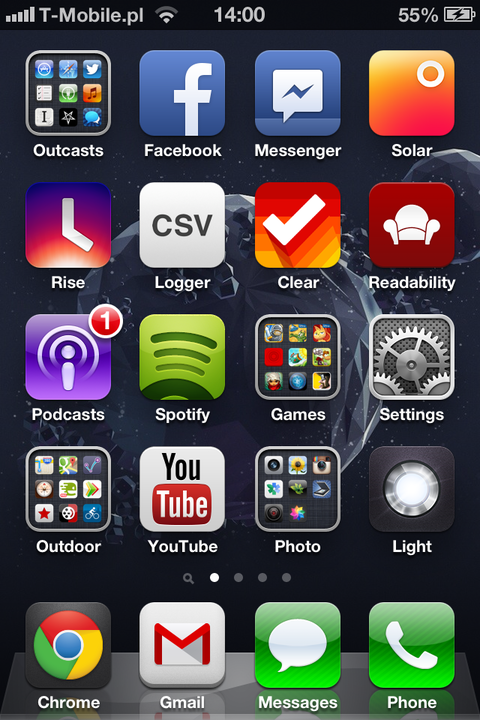 T-Mobile.pl 14:00 55%
Outcasts Facebook Messenger Solar
CSV
Rise Logger Clear Readability
1
Podcasts Spotify Games Settings
You
Tube
Outdoor YouTube Photo Light
Chrome Gmail Messages Phone